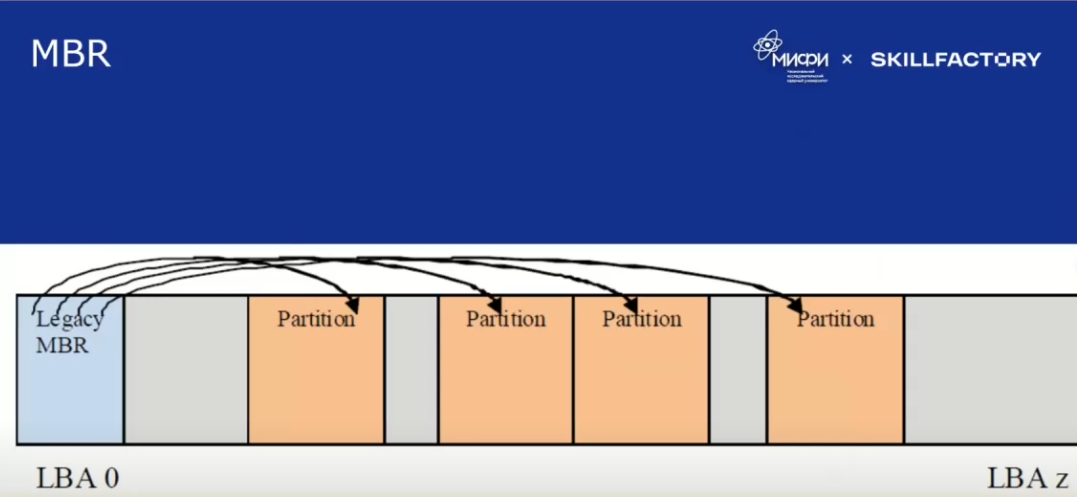 MBR
МИФИ
Национальный
исследовательский
ядерный университет
×
SKILLFACTORY
Legacy
MBR
Partition
Partition
Partition
Partition
LBA 0
LBA z